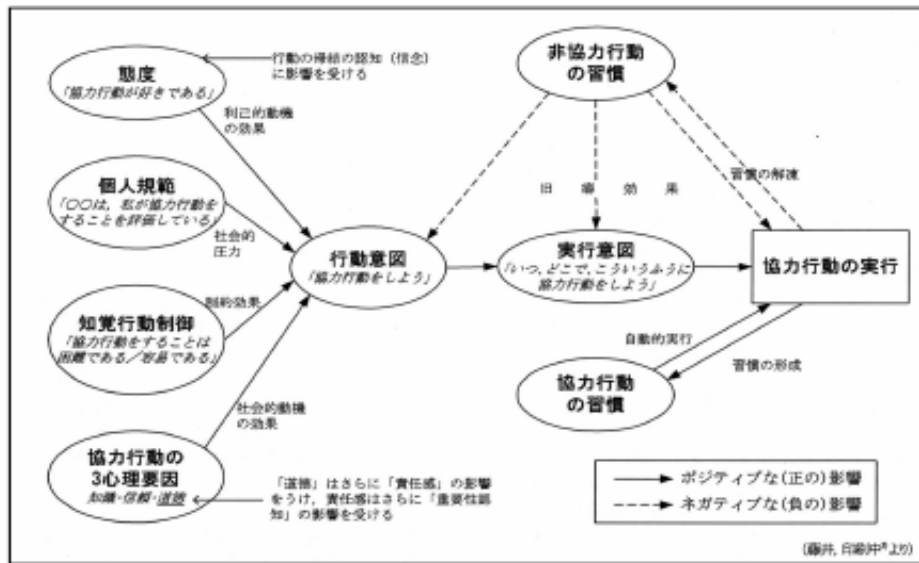 行動の帰結の認知（信念）
に影響を受ける
態度
「協力行動が好きである」
利己的動機
の効果
個人規範
「〇〇は，私が協力行動を
することを評価している」
社会的
圧力
知覚行動制御
「協力行動をすることは
困難である／容易である」
制約効果
協力行動の
3心理要因
知識・信頼・道徳
社会的動機
の効果
「道徳」はさらに「責任感」の影響
をうけ，責任感はさらに「重要性認
知」の影響を受ける
行動意図
「協力行動をしよう」
非協力行動
の習慣
効果
習慣の解凍
実行意図
「いつ，どこで，こういうふうに
協力行動をしよう」
協力行動の実行
自動的実行
習慣の形成
協力行動
の習慣
ポジティブな(正の)影響
ネガティブな(負の)影響
(藤井，印刷中 より)